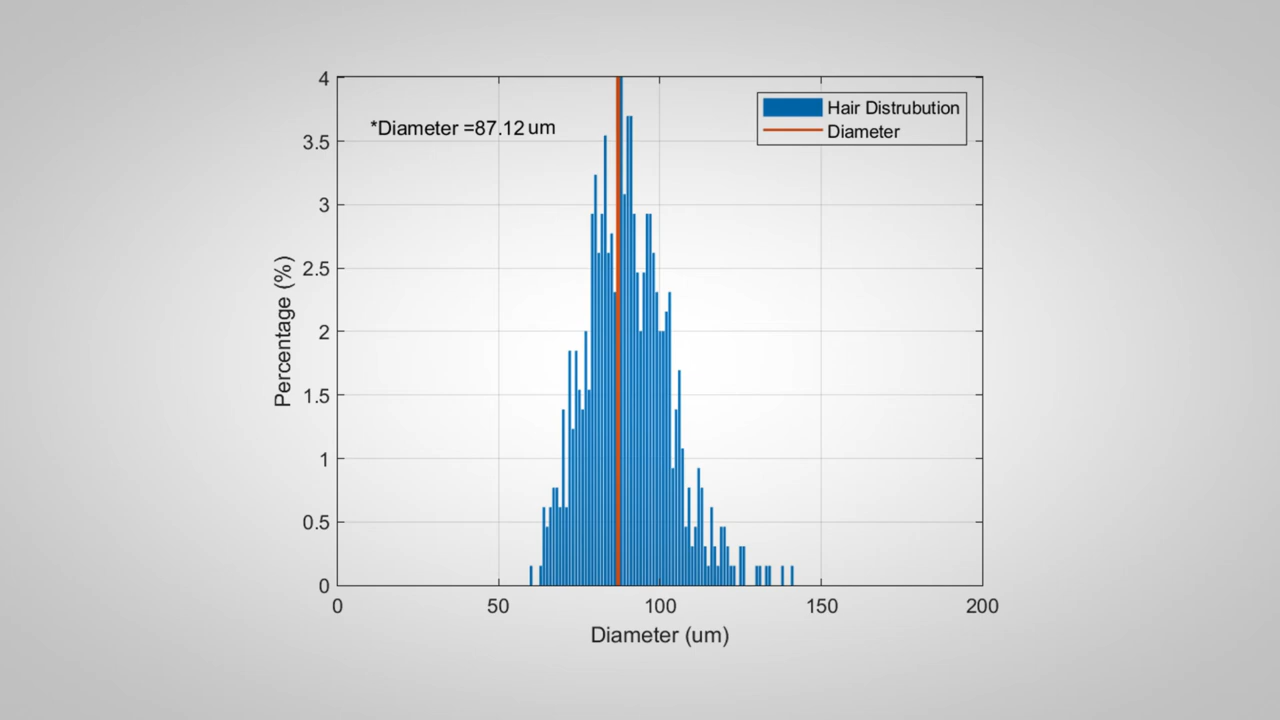 4
*Diameter =87.12 um
Hair Distrubution
Diameter
3.5
3
2.5
2
1.5
1
0.5
0
Percentage (%)
0 50 100 150 200
Diameter (um)